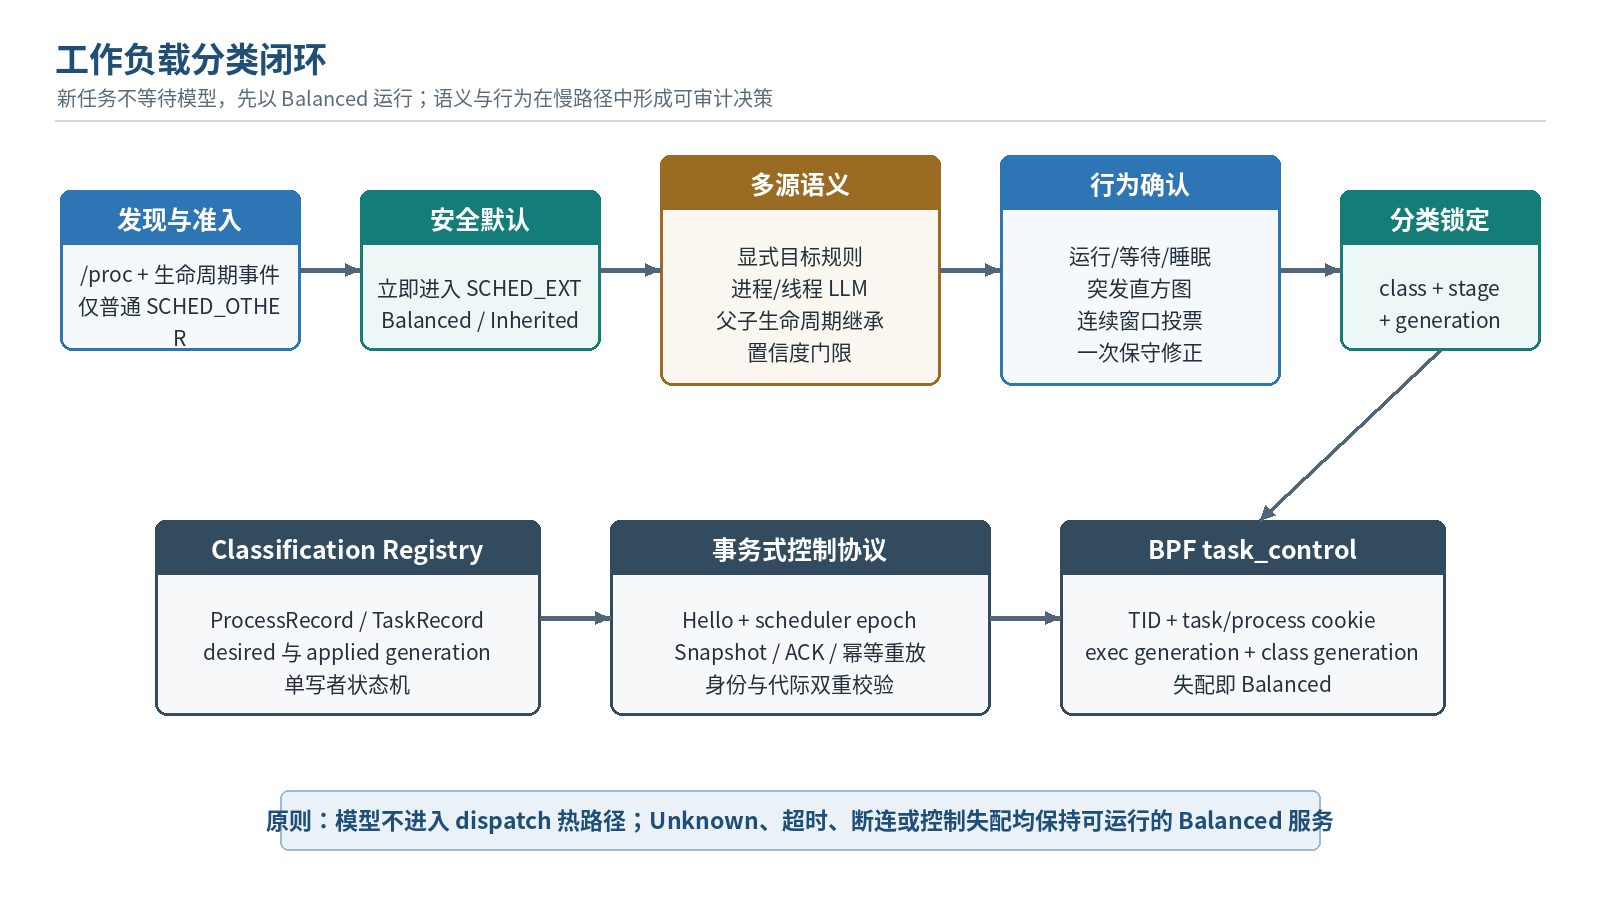 工作负载分类闭环
新任务不等待模型，先以 Balanced 运行；语义与行为在慢路径中形成可审计决策
发现与准入
/proc + 生命周期事件
仅普通 SCHED_OTHE
R
安全默认
立即进入 SCHED_EXT
Balanced / Inherited
多源语义
显式目标规则
进程/线程 LLM
父子生命周期继承
置信度门限
行为确认
运行/等待/睡眠
突发直方图
连续窗口投票
一次保守修正
分类锁定
class + stage
+ generation
Classification Registry
ProcessRecord / TaskRecord
desired 与 applied generation
单写者状态机
事务式控制协议
Hello + scheduler epoch
Snapshot / ACK / 幂等重放
身份与代际双重校验
BPF task_control
TID + task/process cookie
exec generation + class generation
失配即 Balanced
原则：模型不进入 dispatch 热路径；Unknown、超时、断连或控制失配均保持可运行的 Balanced 服务